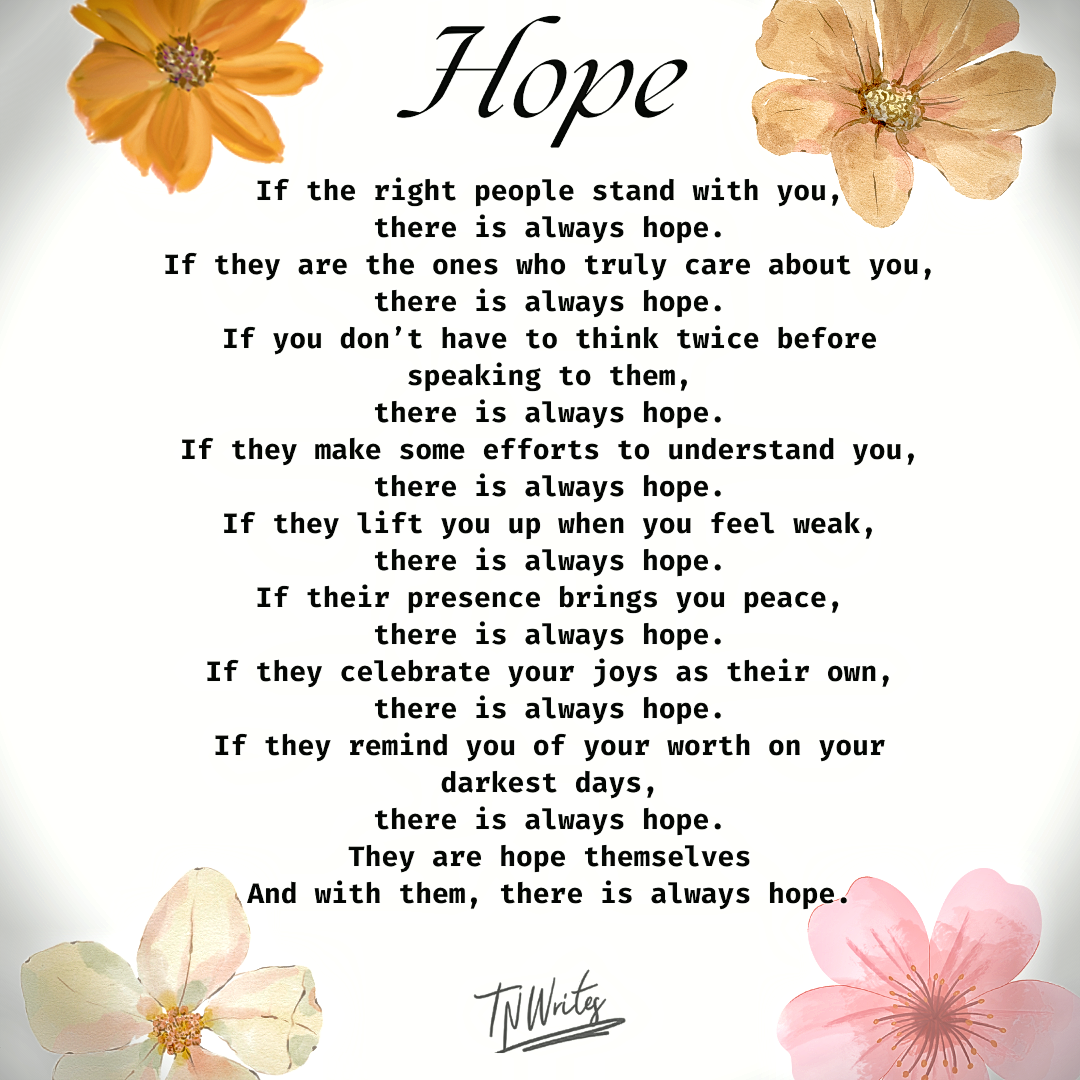 Hope
If the right people stand with you,
there is always hope.
If they are the ones who truly care about you,
there is always hope.
If you don’t have to think twice before
speaking to them,
there is always hope.
If they make some efforts to understand you,
there is always hope.
If they lift you up when you feel weak,
there is always hope.
If their presence brings you peace,
there is always hope.
If they celebrate your joys as their own,
there is always hope.
If they remind you of your worth on your
darkest days,
there is always hope.
They are hope themselves
And with them, there is always hope.
TNWrites